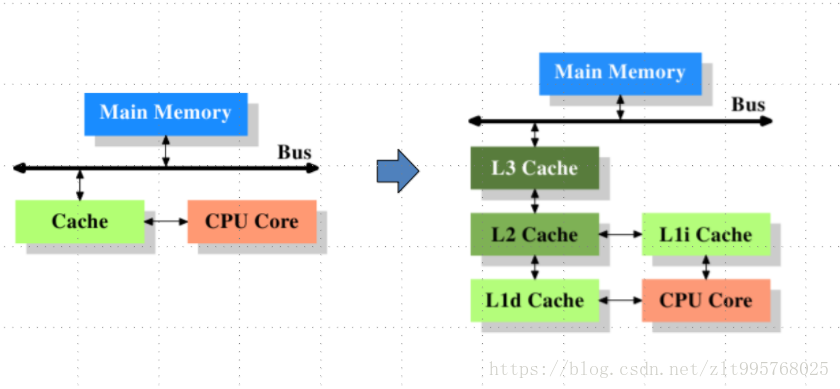 Main Memory
Bus
Cache
CPU Core
Main Memory
Bus
L3 Cache
L2 Cache
L1i Cache
L1d Cache
CPU Core
https://blog.csdn.net/zlt995768025